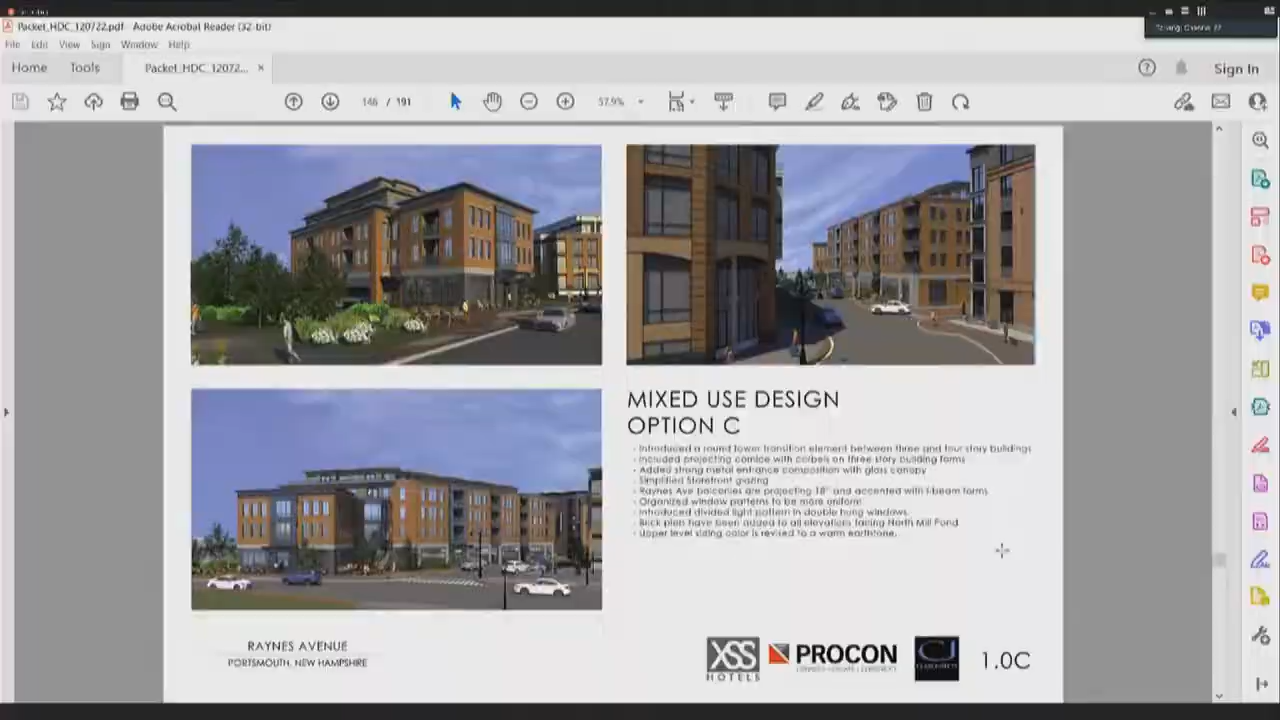 Packet_HDC_120722.pdf - Adobe Acrobat Reader (32-bit)
File Edit View Sign Window Help
Home Tools Packet_HDC_12072... ×
Sign In
146 / 191
57.9%
MIXED USE DESIGN
OPTION C
- Introduced a round tower transition element between three and four story buildings
- Included projecting cornice with corbels on three story building forms
- Added strong metal entrance composition with glass canopy
- Simplified Storefront glazing
- Raynes Ave balconies are projecting 18" and accented with I-beam forms
- Organized window patterns to be more uniform
- Introduced divided light pattern in double hung windows.
- Brick piers have been added to all elevations facing North Mill Pond
- Upper level siding color is revised to a warm earthtone.
RAYNES AVENUE
PORTSMOUTH, NEW HAMPSHIRE
XSS
HOTELS
PROCON
CJ
1.0C